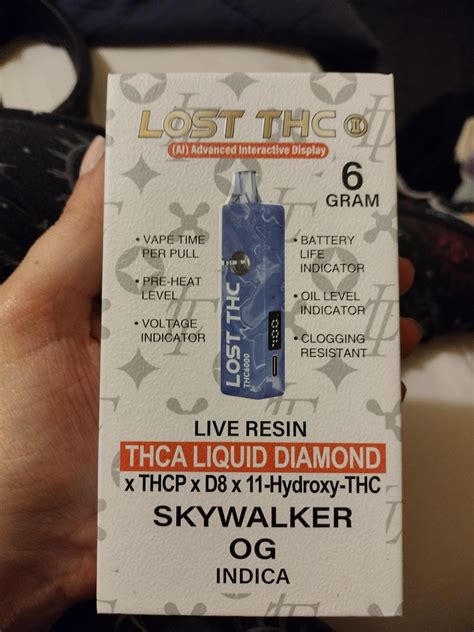 LOST THC II
(AI) Advanced Interactive Display
6
GRAM
• VAPE TIME
PER PULL
• PRE-HEAT
LEVEL
• VOLTAGE
INDICATOR
LOST THC
THC6000
• BATTERY
LIFE
INDICATOR
• OIL LEVEL
INDICATOR
• CLOGGING
RESISTANT
LIVE RESIN
THCA LIQUID DIAMOND
x THCP x D8 x 11-Hydroxy-THC
SKYWALKER
OG
INDICA